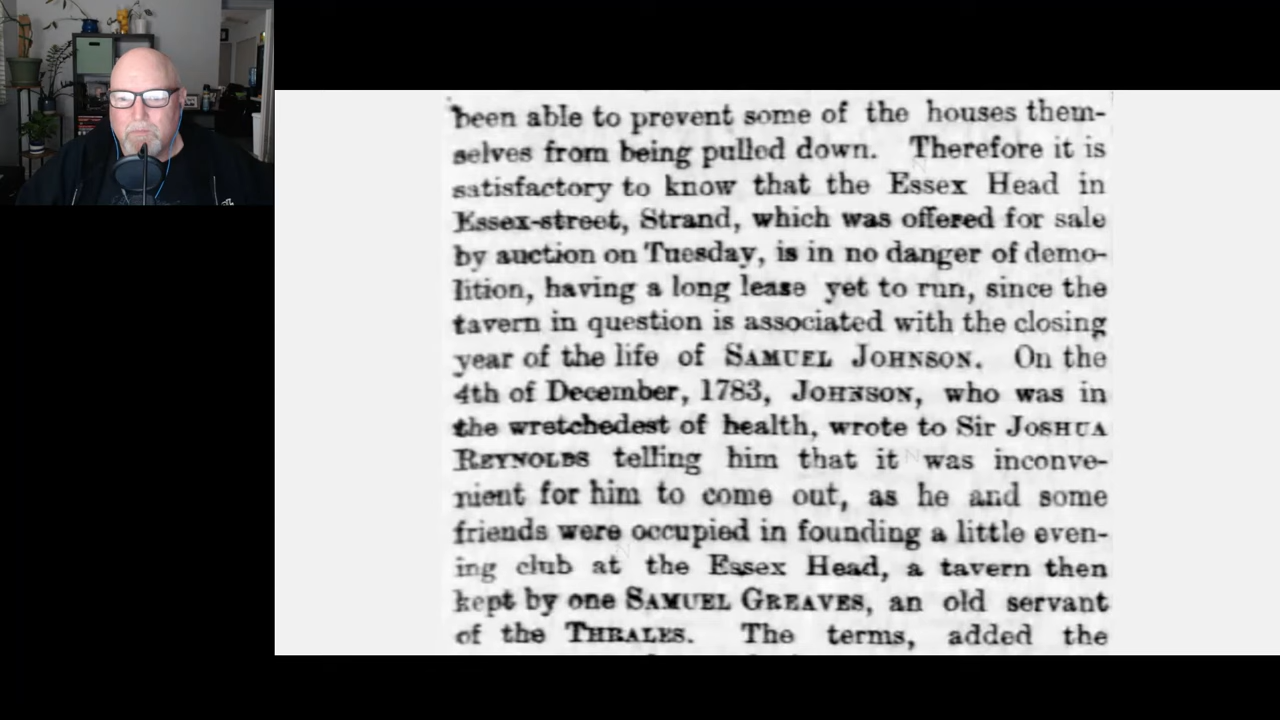 been able to prevent some of the houses them-
selves from being pulled down. Therefore it is
satisfactory to know that the Essex Head in
Essex-street, Strand, which was offered for sale
by auction on Tuesday, is in no danger of demo-
lition, having a long lease yet to run, since the
tavern in question is associated with the closing
year of the life of SAMUEL JOHNSON. On the
4th of December, 1783, JOHNSON, who was in
the wretchedest of health, wrote to Sir JOSHUA
REYNOLDS telling him that it was inconve-
nient for him to come out, as he and some
friends were occupied in founding a little even-
ing club at the Essex Head, a tavern then
kept by one SAMUEL GREAVES, an old servant
of the THRALES. The terms, added the